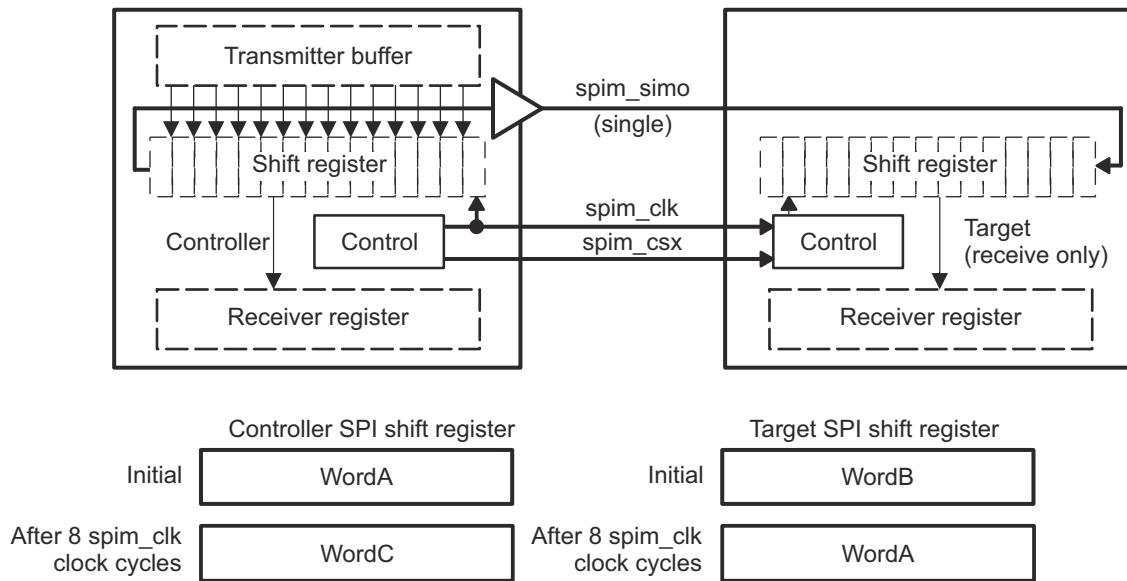 Transmitter buffer
spim_simo
(single)
Shift register
Shift register
spim_clk
Controller
Control
spim_csx
Control
Target
(receive only)
Receiver register
Receiver register
Controller SPI shift register
Target SPI shift register
Initial
WordA
Initial
WordB
After 8 spim_clk
clock cycles
WordC
After 8 spim_clk
clock cycles
WordA